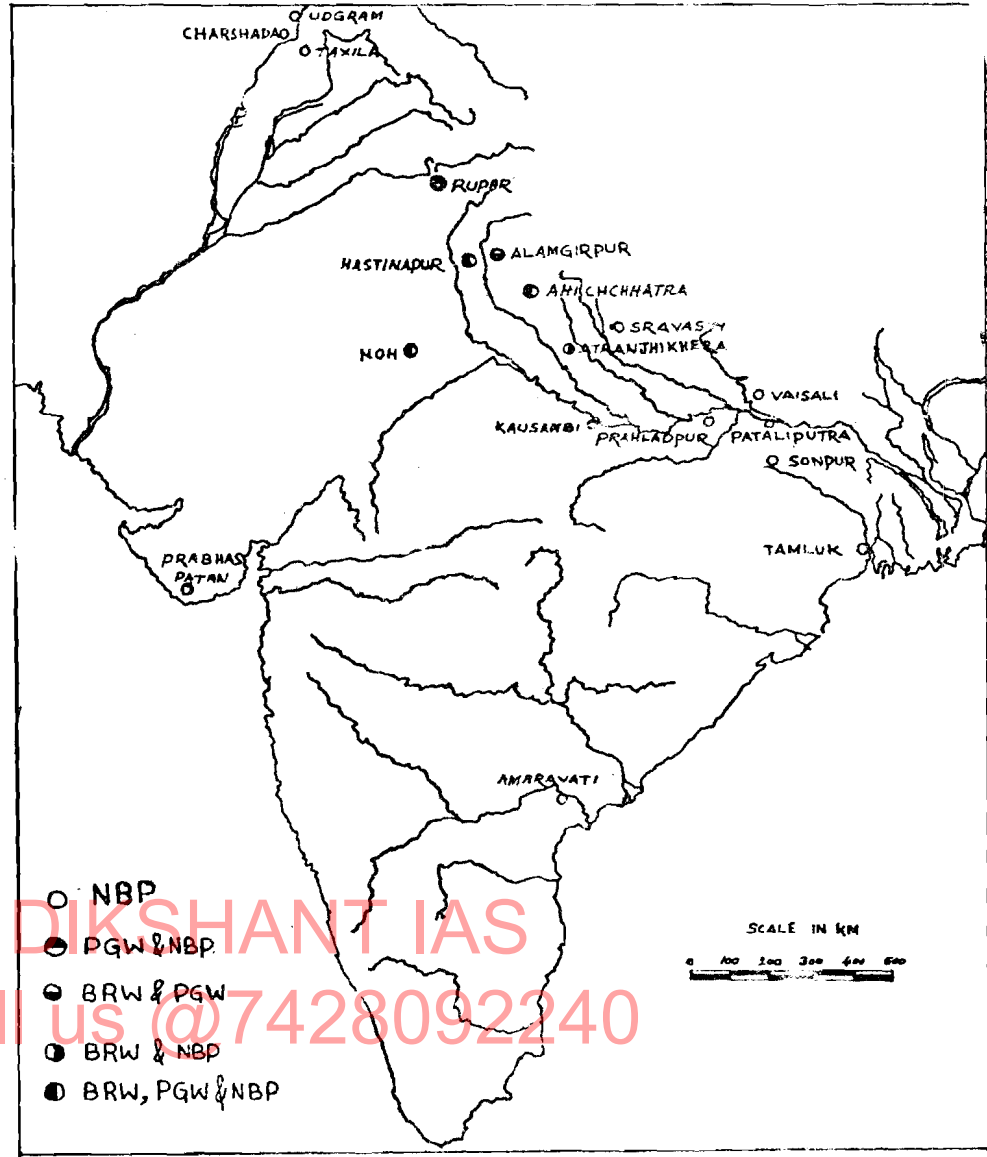 UDGRAM
CHARSHADA
TAXILA
RUPAR
HASTINAPUR
ALAMGIRPUR
AHICHCHHATRA
SRAVASTY
NOH
ATRANJHIKHERA
VAISALI
KAUSAMBI
PRAHLADPUR
PATALIPUTRA
SONPUR
TAMLUK
PRABHAS
PATAN
AMARAVATI
NBP
DIKSHANT IAS
PGW & NBP
BRW & PGW
us @7428092240
BRW & NBP
BRW, PGW & NBP
SCALE IN KM
0 100 200 300 400 500